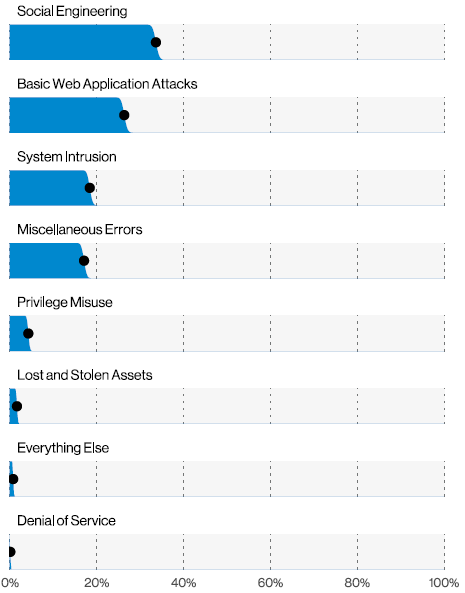 Social Engineering
Basic Web Application Attacks
System Intrusion
Miscellaneous Errors
Privilege Misuse
Lost and Stolen Assets
Everything Else
Denial of Service
0% 20% 40% 60% 80% 100%